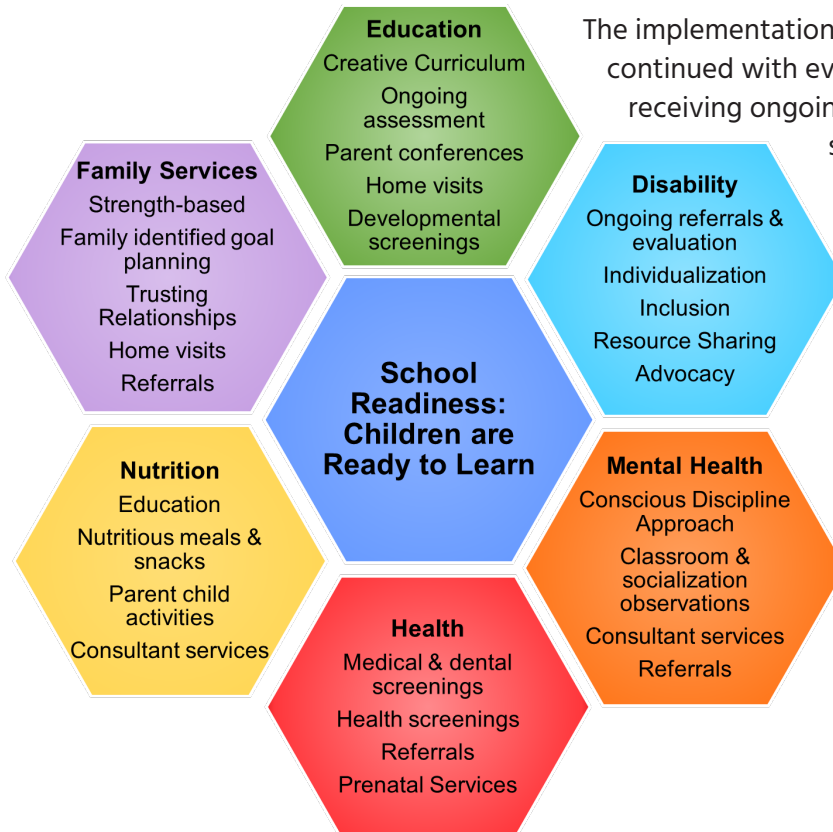 The implementation
continued with ev
receiving ongoin
s
Education
Creative Curriculum
Ongoing
assessment
Parent conferences
Home visits
Developmental
screenings
Family Services
Strength-based
Family identified goal
planning
Trusting
Relationships
Home visits
Referrals
Disability
Ongoing referrals &
evaluation
Individualization
Inclusion
Resource Sharing
Advocacy
School
Readiness:
Children are
Ready to Learn
Nutrition
Education
Nutritious meals &
snacks
Parent child
activities
Consultant services
Mental Health
Conscious Discipline
Approach
Classroom &
socialization
observations
Consultant services
Referrals
Health
Medical & dental
screenings
Health screenings
Referrals
Prenatal Services